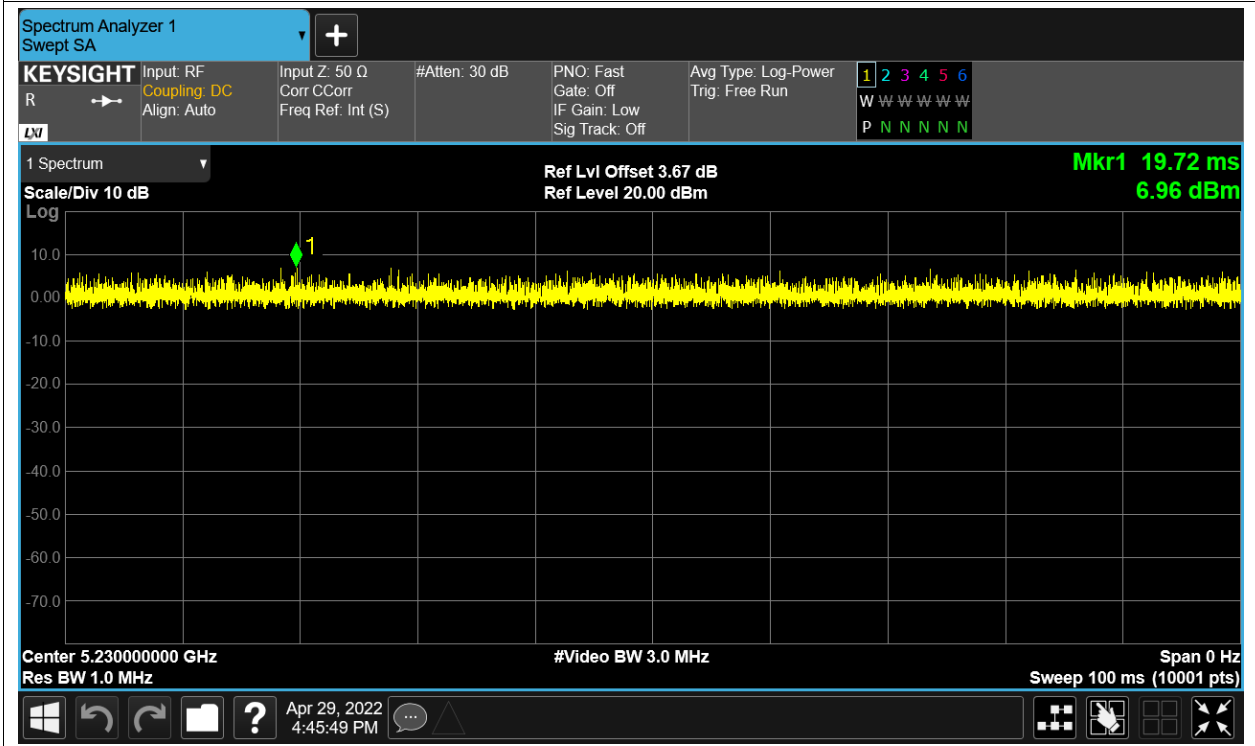 Spectrum Analyzer 1
Swept SA
KEYSIGHT
R
LXI
Input: RF
Coupling: DC
Align: Auto
Input Z: 50 Ω
Corr CCorr
Freq Ref: Int (S)
#Atten: 30 dB
PNO: Fast
Gate: Off
IF Gain: Low
Sig Track: Off
Avg Type: Log-Power
Trig: Free Run
1 2 3 4 5 6
W W W W W W
P N N N N N
1 Spectrum
Scale/Div 10 dB
Log
Ref Lvl Offset 3.67 dB
Ref Level 20.00 dBm
Mkr1 19.72 ms
6.96 dBm
1
10.0
0.00
-10.0
-20.0
-30.0
-40.0
-50.0
-60.0
-70.0
Center 5.230000000 GHz
Res BW 1.0 MHz
#Video BW 3.0 MHz
Span 0 Hz
Sweep 100 ms (10001 pts)
?
Apr 29, 2022
4:45:49 PM